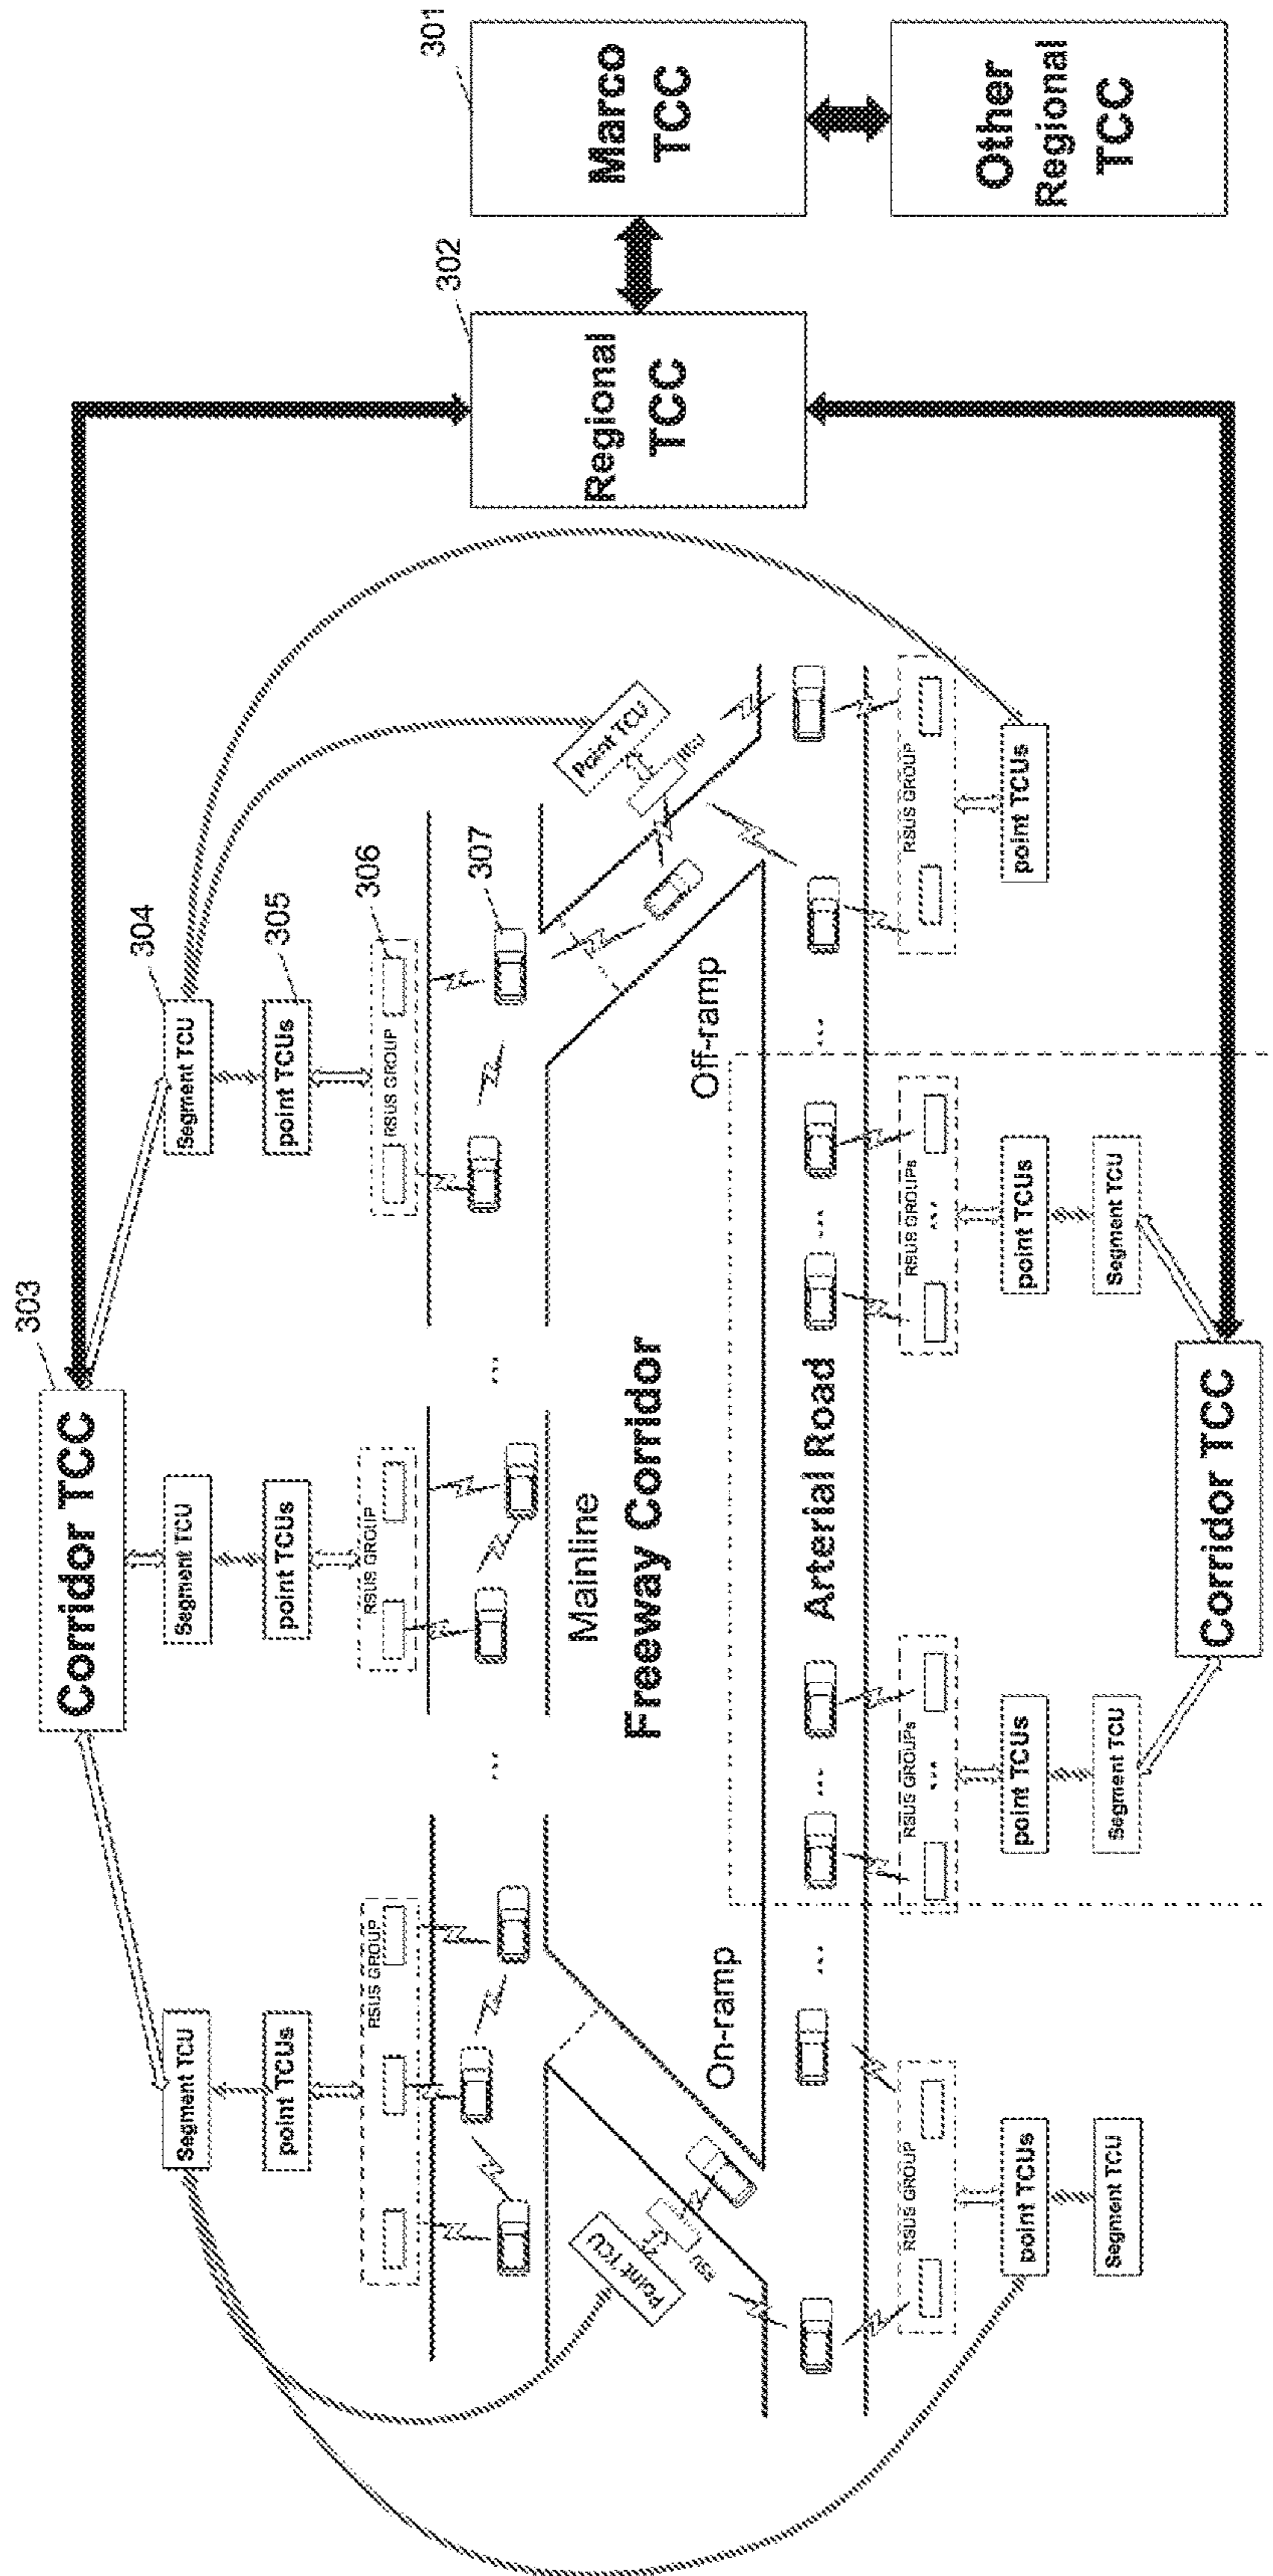 303
Corridor TCC
304
Segment TCU
Segment TCU
Segment TCU
305
point TCUs
point TCUs
point TCUs
306
RSUS GROUP
RSUS GROUP
RSUS GROUP
307
...
...
Mainline
Freeway Corridor
Point TCU
RSU
Point TCU
RSU
On-ramp
Off-ramp
...
...
Arterial Road
...
...
RSUS GROUP
RSUS GROUPs
...
RSUS GROUPs
...
RSUS GROUP
point TCUs
point TCUs
point TCUs
point TCUs
Segment TCU
Segment TCU
Segment TCU
Corridor TCC
302
Regional
TCC
301
Marco
TCC
Other
Regional
TCC